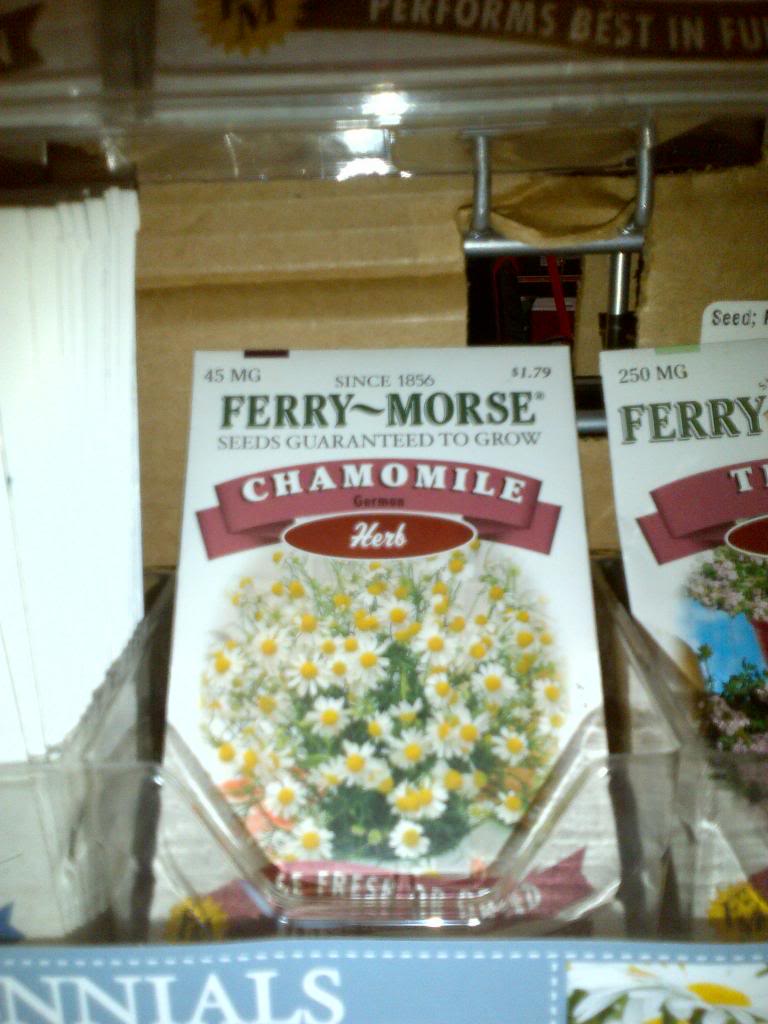 PERFORMS BEST IN
Seed;
45 MG
SINCE 1856
$1.79
FERRY~MORSE®
SEEDS GUARANTEED TO GROW
CHAMOMILE
German
Herb
250 MG
FERRY
NNIALS